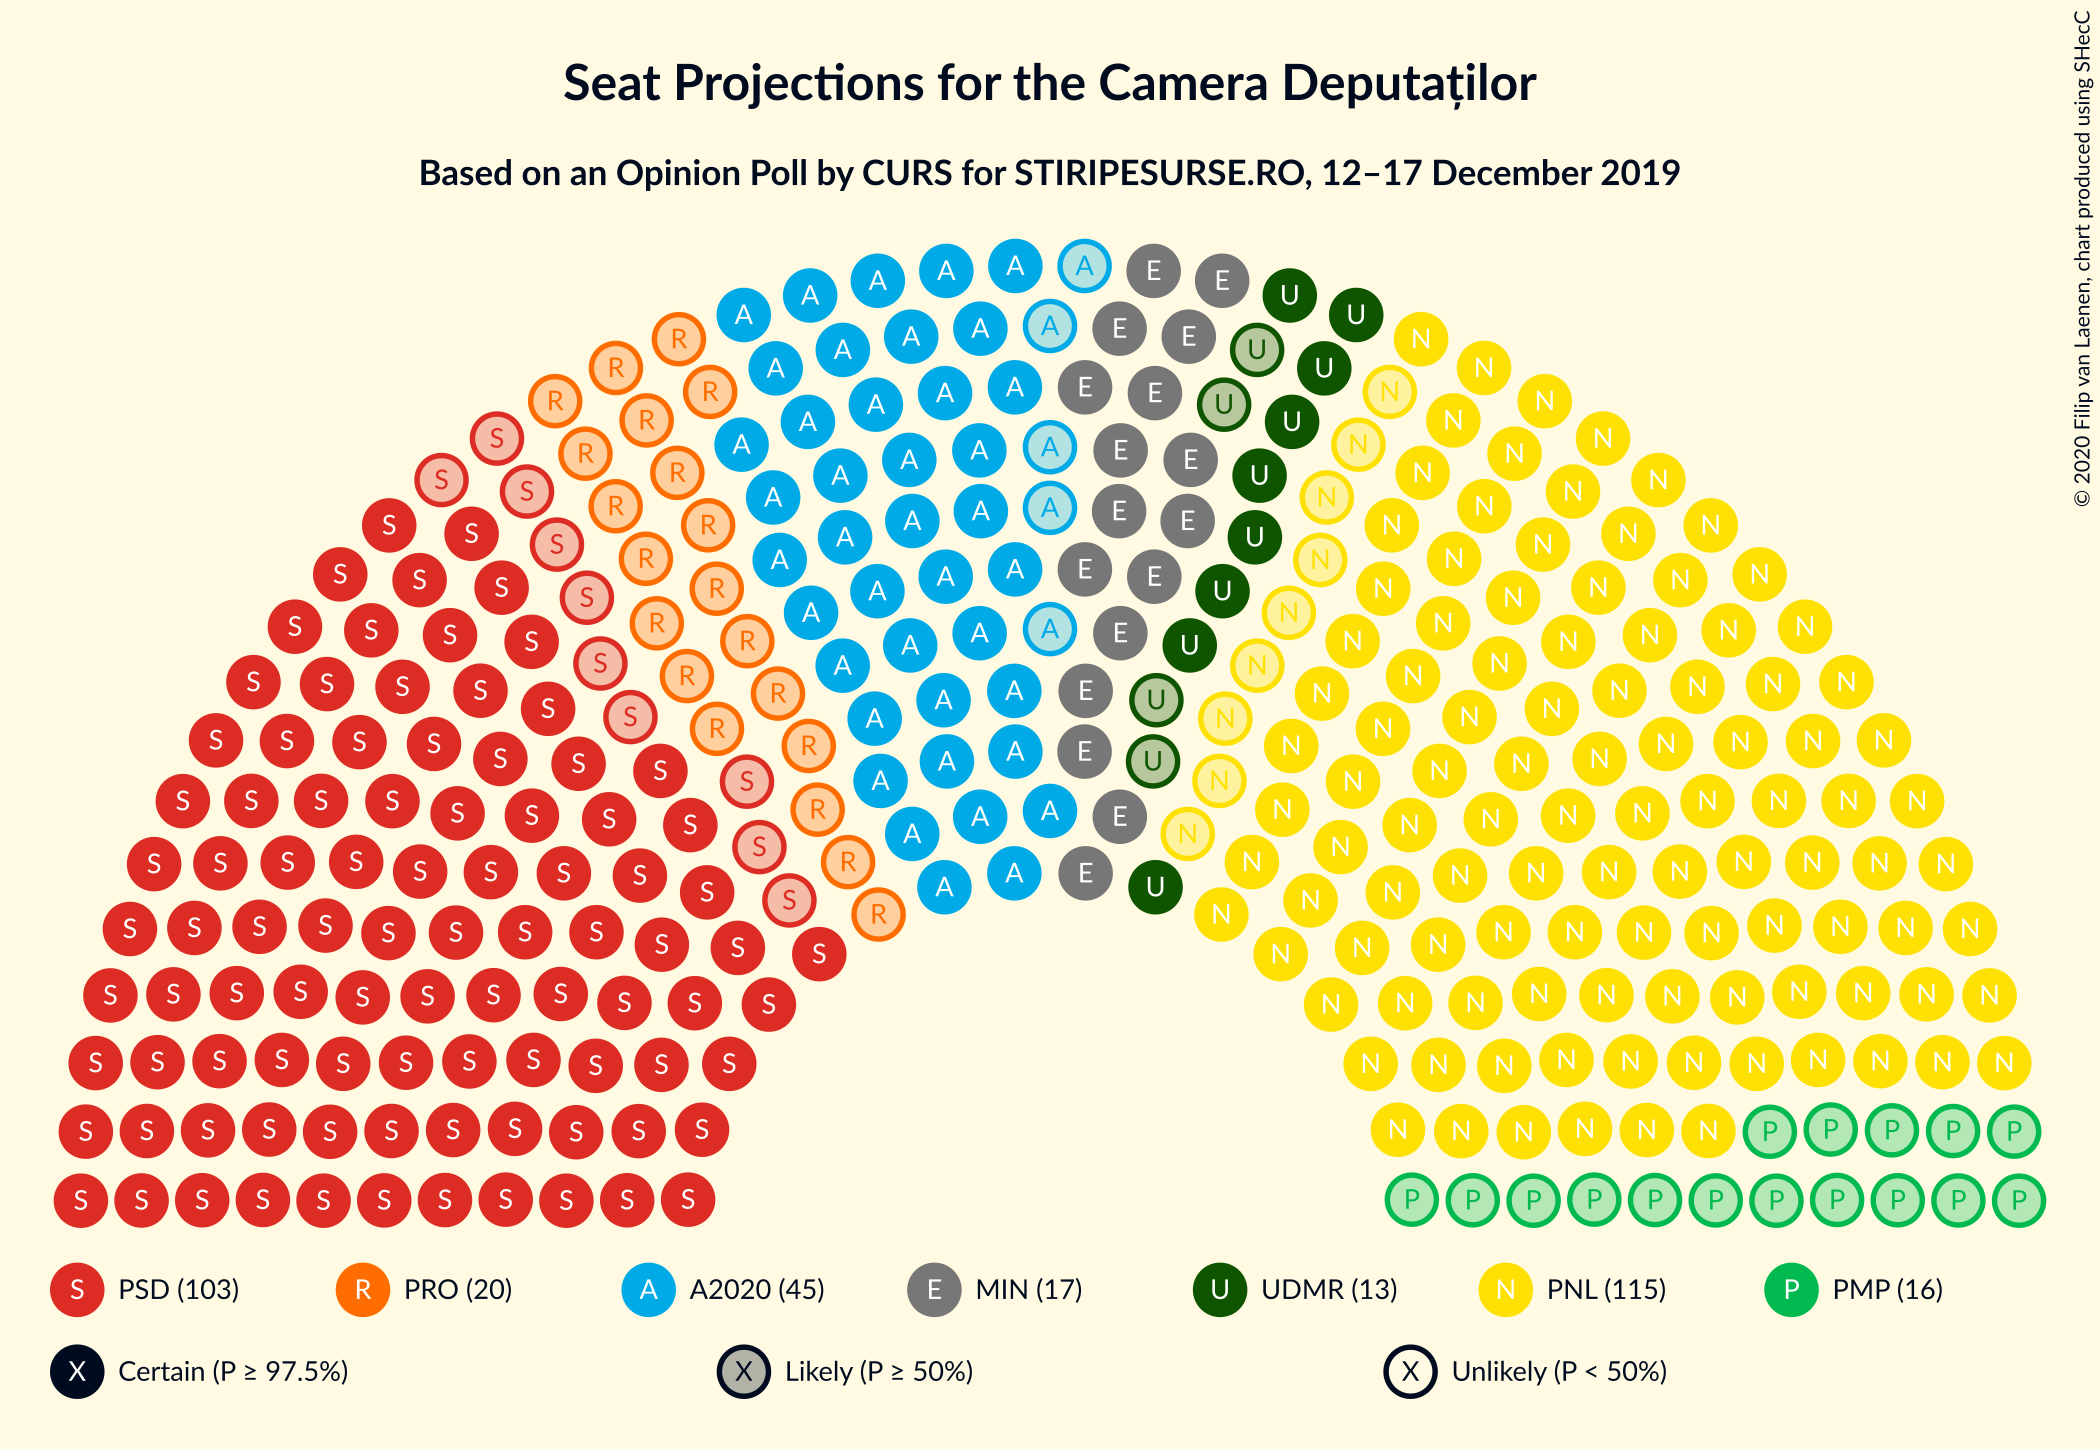 Seat Projections for the Camera Deputaților
Based on an Opinion Poll by CURS for STIRIPESURSE.RO, 12–17 December 2019
© 2020 Filip van Laenen, chart produced using SHecC
S PSD (103) R PRO (20) A A2020 (45) E MIN (17) U UDMR (13) N PNL (115) P PMP (16)
X Certain (P ≥ 97.5%) X Likely (P ≥ 50%) X Unlikely (P < 50%)